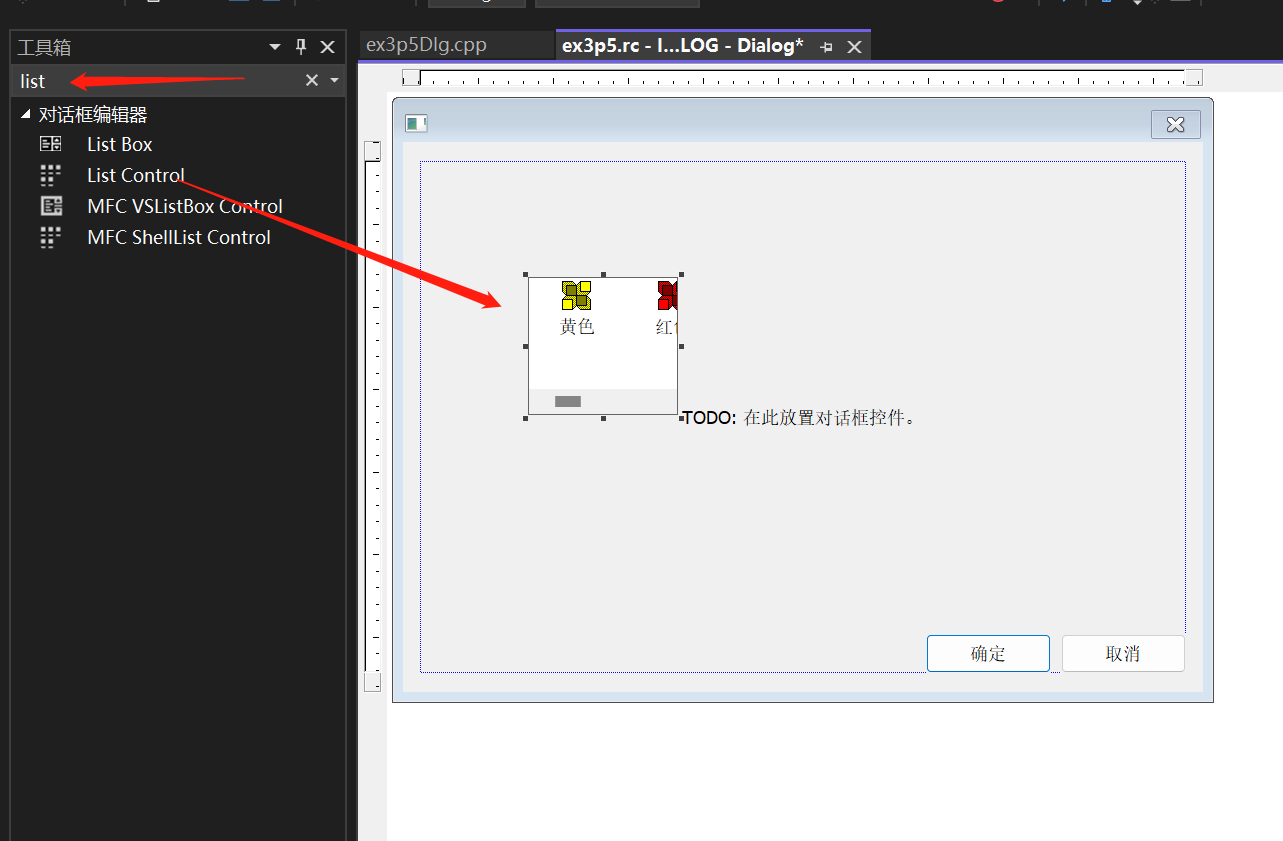 工具箱
ex3p5Dlg.cpp
ex3p5.rc - I...LOG - Dialog*
list
对话框编辑器
List Box
List Control
MFC VSListBox Control
MFC ShellList Control
黄色
TODO: 在此放置对话框控件。
确定
取消